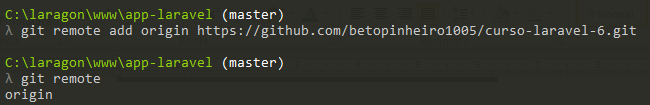 C:\laragon\www\app-laravel (master)
λ git remote add origin https://github.com/betopinheiro1005/curso-laravel-6.git
C:\laragon\www\app-laravel (master)
λ git remote
origin